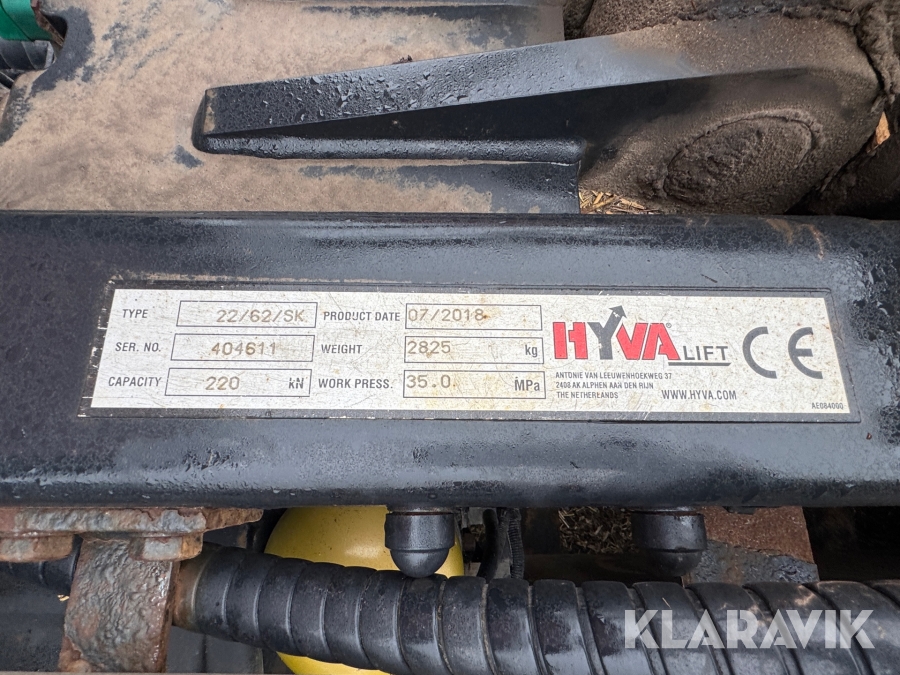 TYPE 22/62/SK PRODUCT DATE 07/2018
SER. NO. 404611 WEIGHT 2825 kg
CAPACITY 220 kN WORK PRESS. 35.0 MPa
HYVA LIFT CE
ANTONIE VAN LEEUWENHOEKWEG 37
2408 AK ALPHEN AAN DEN RIJN
THE NETHERLANDS WWW.HYVA.COM
AE084000
KLARAVIK